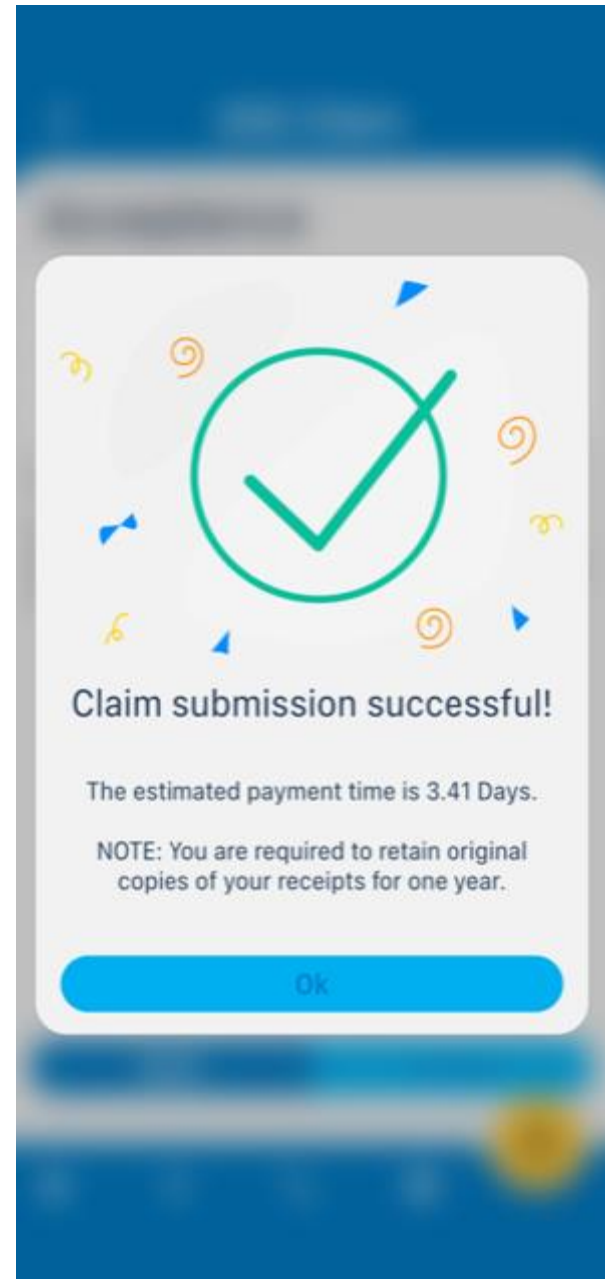 Claim submission successful!
The estimated payment time is 3.41 Days.
NOTE: You are required to retain original
copies of your receipts for one year.
Ok